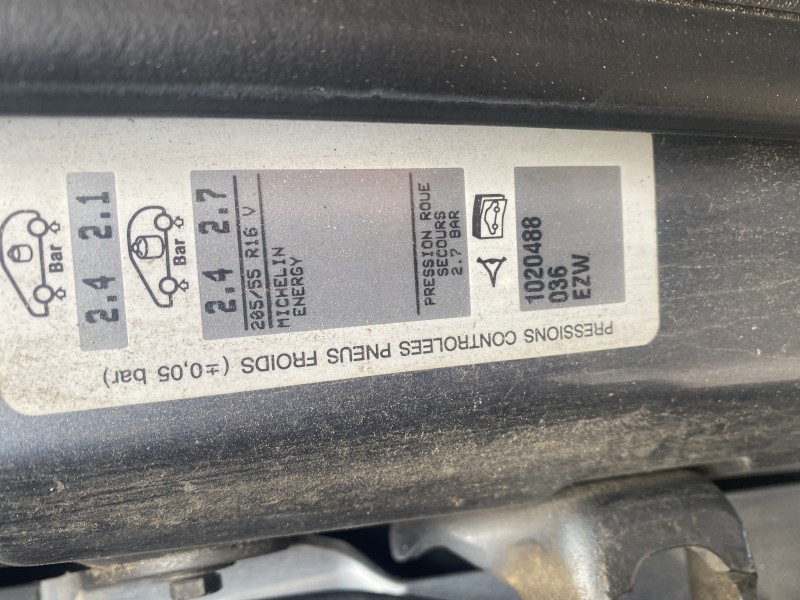 Bar
2.4 2.1
Bar
2.4 2.7
205/55 R16 V
MICHELIN
ENERGY
PRESSION ROUE
SECOURS
2.7 BAR
1020488
036
EZW.
PRESSIONS CONTROLEES PNEUS FROIDS (±0,05 bar)